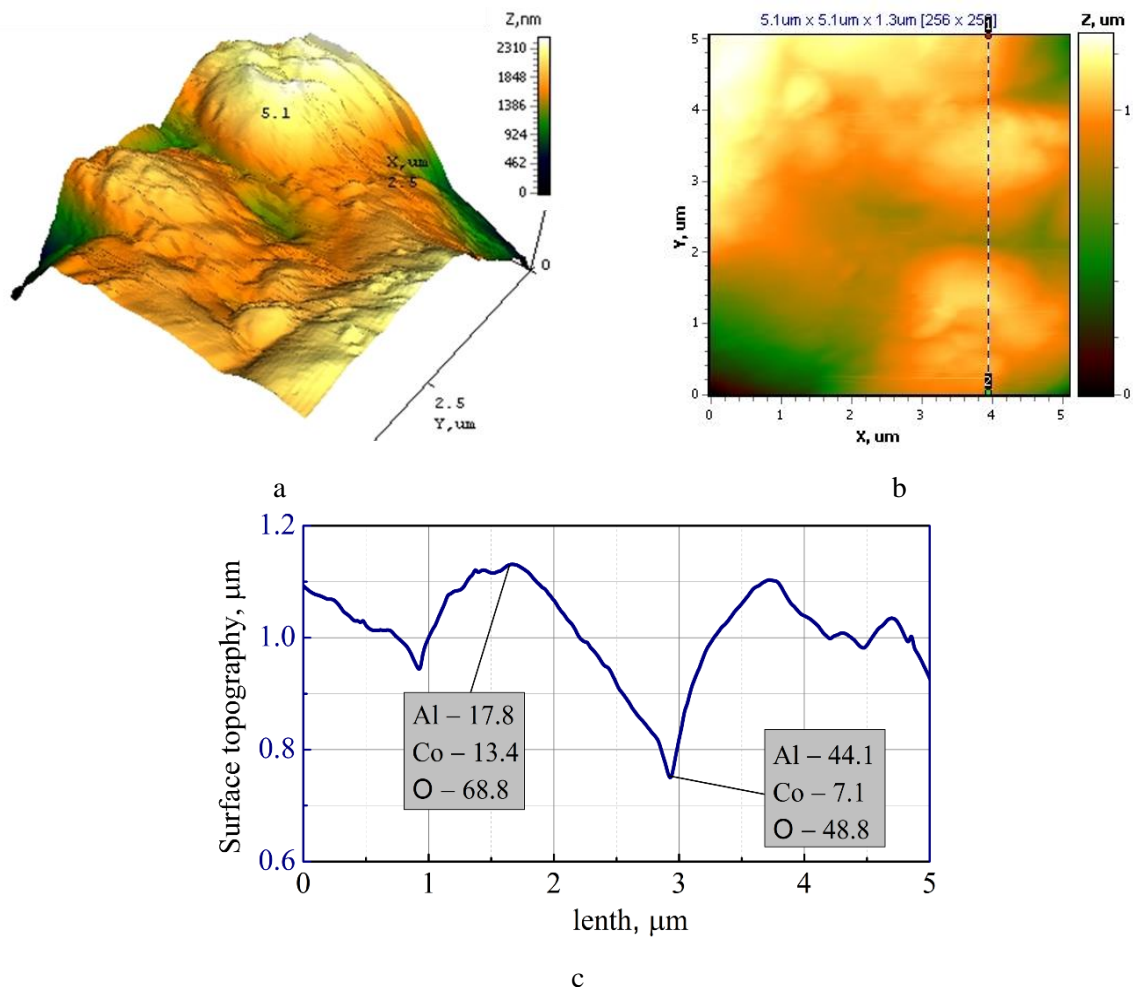 Z,nm
2310
1848
1386
924
462
0
5.1
X,um
2.5
0
2.5
Y,um
a
5.1um x 5.1um x 1.3um [256 x 256]
Z, um
1
5
4
3
2
1
0
Y, um
2
0 1 2 3 4 5
X, um
1
0
b
1.2
1.0
0.8
0.6
Surface topography, μm
Al – 17.8
Co – 13.4
O – 68.8
Al – 44.1
Co – 7.1
O – 48.8
0 1 2 3 4 5
lenth, μm
c